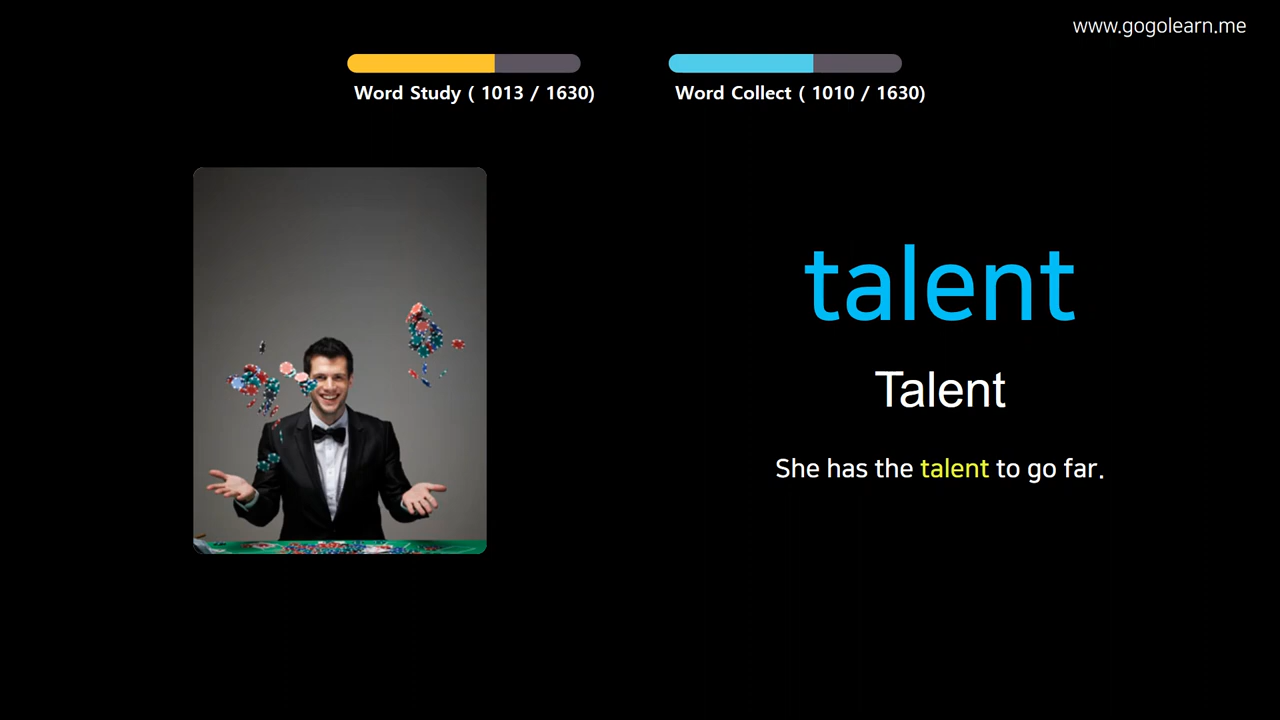 www.gogolearn.me
Word Study ( 1013 / 1630)
Word Collect ( 1010 / 1630)
talent
Talent
She has the talent to go far.